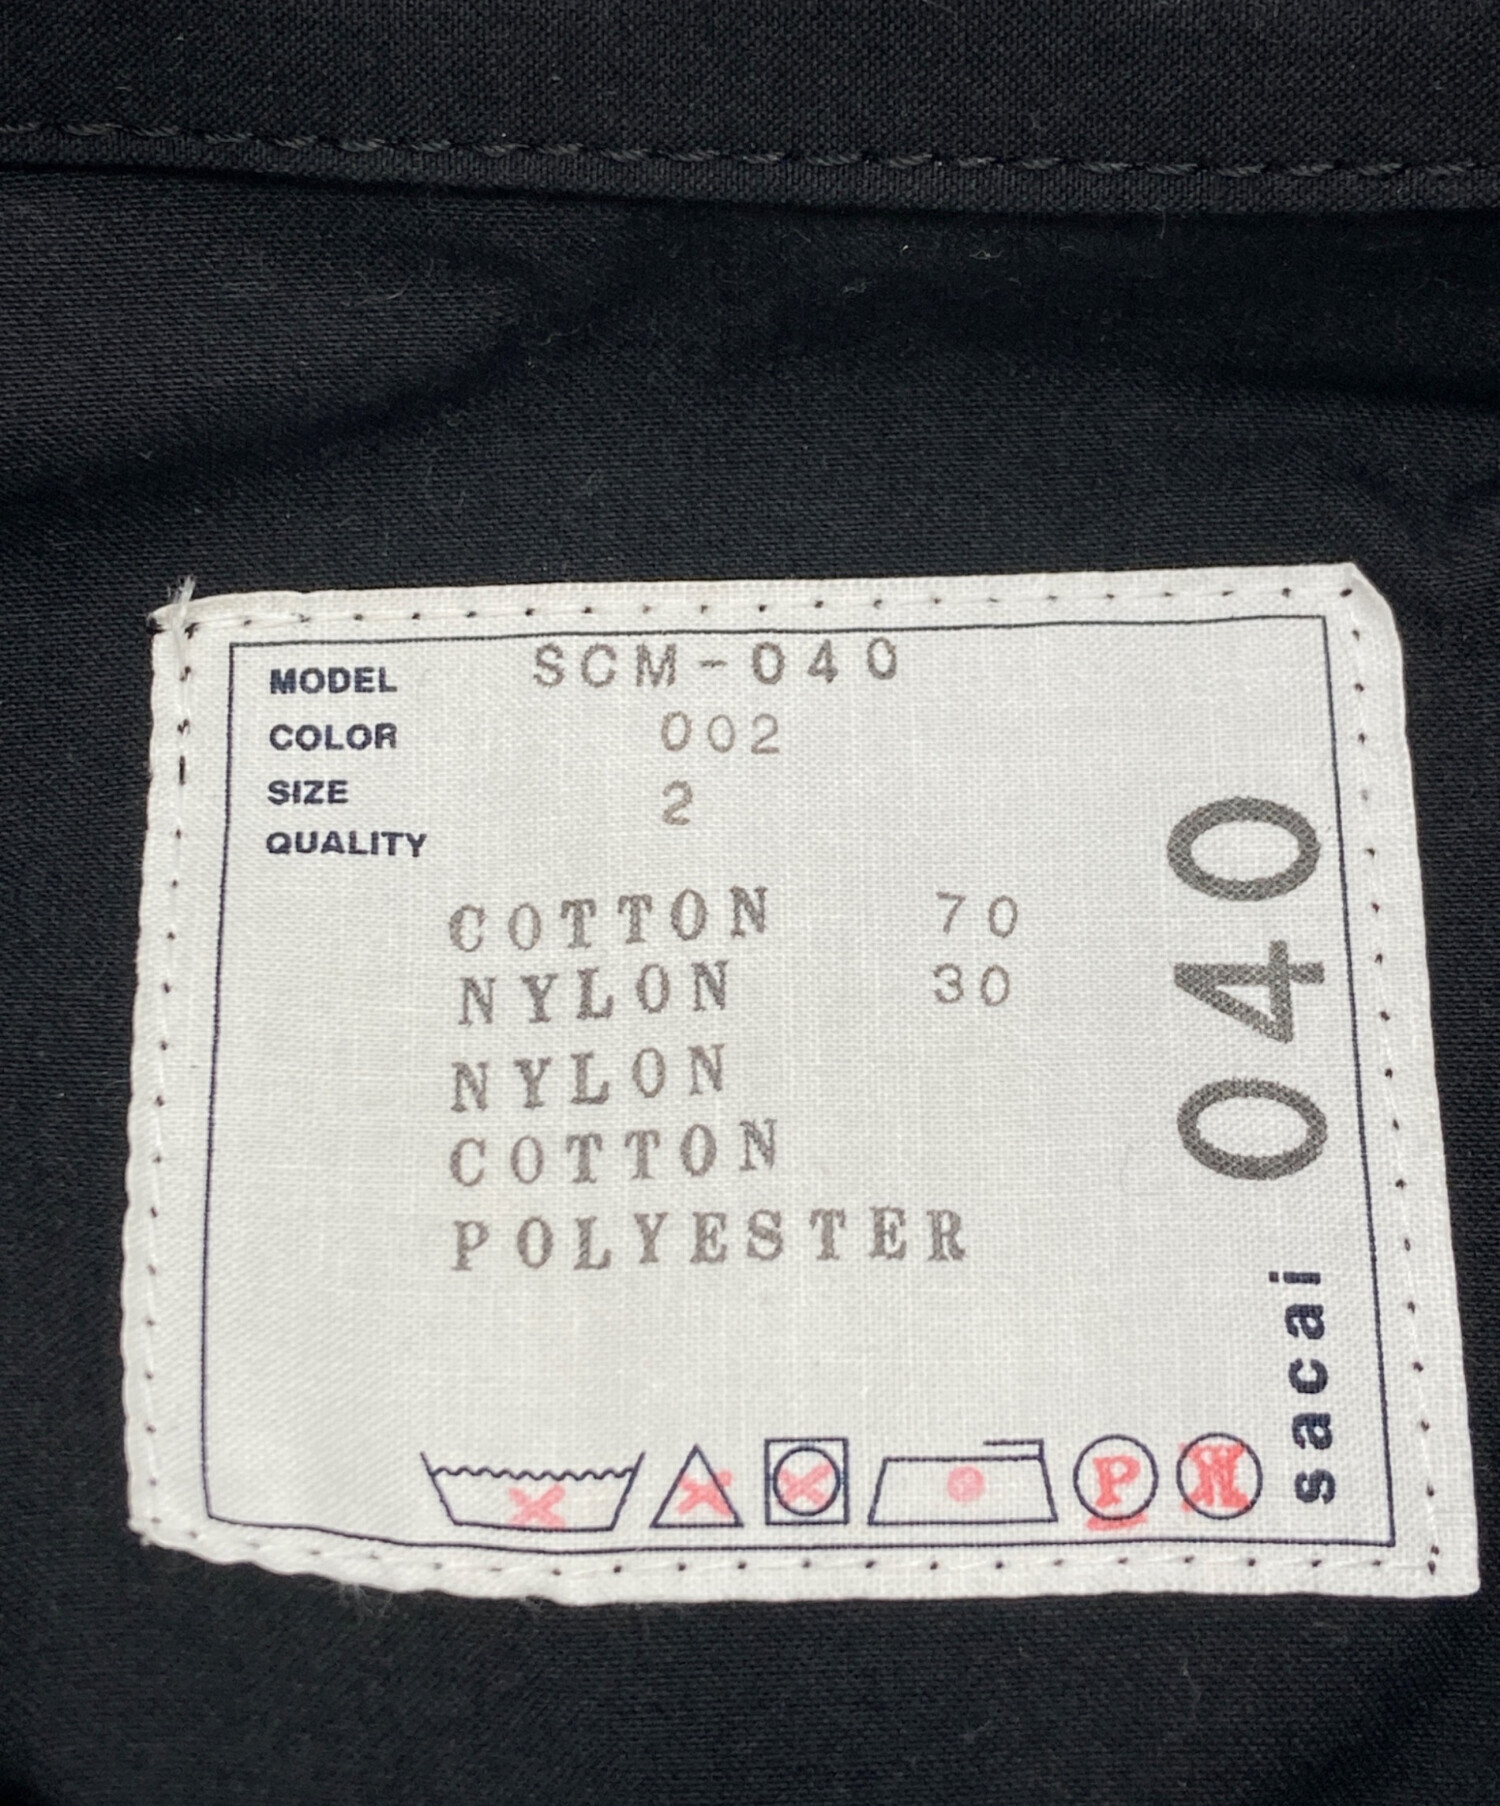 MODEL SCM-040
COLOR 002
SIZE 2
QUALITY
COTTON 70
NYLON 30
NYLON
COTTON
POLYESTER
040
sacai
P
W